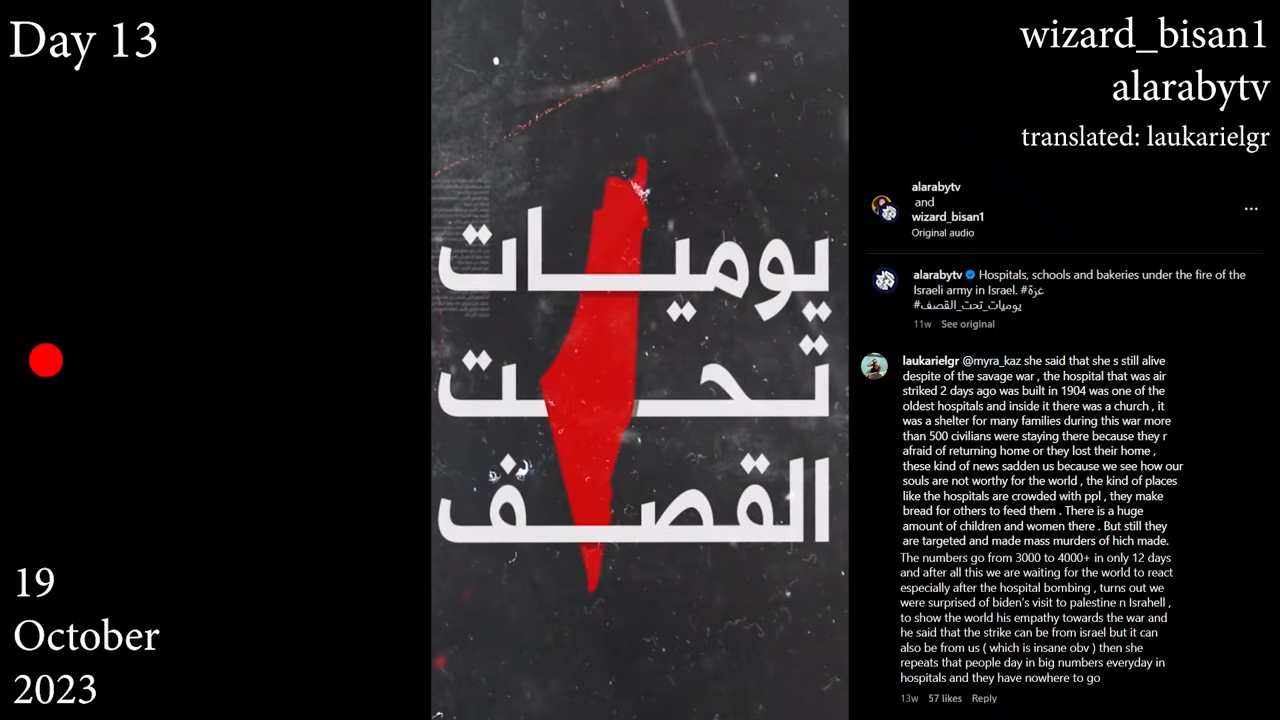 Day 13
19
October
2023
يوميات
تحت
القصف
wizard_bisan1
alarabytv
translated: laukarielgr
alarabytv
and
wizard_bisan1
Original audio
alarabytv Hospitals, schools and bakeries under the fire of the
Israeli army in Israel. #غزة
#يوميات_تحت_القصف
11w See original
laukarielgr @myra_kaz she said that she s still alive
despite of the savage war , the hospital that was air
striked 2 days ago was built in 1904 was one of the
oldest hospitals and inside it there was a church , it
was a shelter for many families during this war more
than 500 civilians were staying there because they r
afraid of returning home or they lost their home ,
these kind of news sadden us because we see how our
souls are not worthy for the world , the kind of places
like the hospitals are crowded with ppl , they make
bread for others to feed them . There is a huge
amount of children and women there . But still they
are targeted and made mass murders of hich made.
The numbers go from 3000 to 4000+ in only 12 days
and after all this we are waiting for the world to react
especially after the hospital bombing , turns out we
were surprised of biden's visit to palestine n Israhell ,
to show the world his empathy towards the war and
he said that the strike can be from israel but it can
also be from us ( which is insane obv ) then she
repeats that people day in big numbers everyday in
hospitals and they have nowhere to go
13w 57 likes Reply